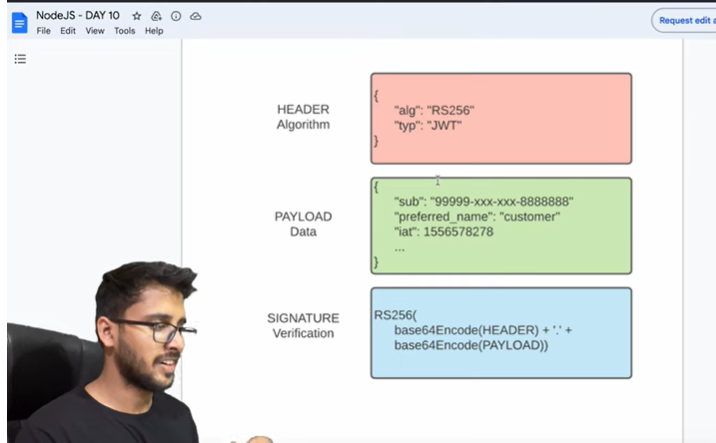 NodeJS - DAY 10
File Edit View Tools Help
Request edit a
HEADER
Algorithm
{
"alg": "RS256"
"typ": "JWT"
}
PAYLOAD
Data
{
"sub": "99999-xxx-xxx-8888888"
"preferred_name": "customer"
"iat": 1556578278
...
}
SIGNATURE
Verification
RS256(
base64Encode(HEADER) + '.' +
base64Encode(PAYLOAD))